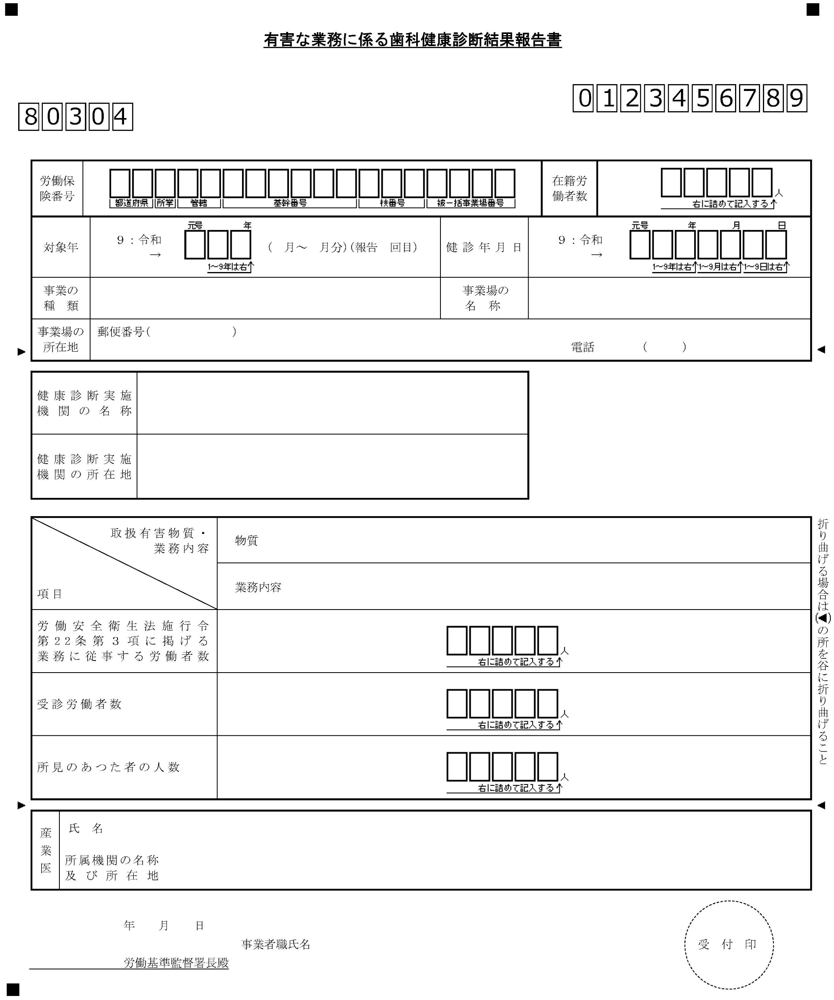 有害な業務に係る歯科健康診断結果報告書
0123456789
80304
労働保
険番号
都道府県 所掌 管轄 基幹番号 枝番号 被一括事業場番号
在籍労
働者数
人
右に詰めて記入する↑
対象年
9：令和
→
元号 年
1～9年は右↑
（ 月～ 月分）（報告 回目）
健診年月日
9：令和
→
元号 年 月 日
1～9年は右↑ 1～9月は右↑ 1～9日は右↑
事業の
種 類
事業場の
名 称
事業場の
所在地
郵便番号( )
電話 ( )
健康診断実施
機関の名称
健康診断実施
機関の所在地
取扱有害物質・
業務内容
項目
物質
業務内容
労働安全衛生法施行令
第22条第3項に掲げる
業務に従事する労働者数
人
右に詰めて記入する↑
受診労働者数
人
右に詰めて記入する↑
所見のあつた者の人数
人
右に詰めて記入する↑
折り曲げる場合は(◀)の所を谷に折り曲げること
産業医
氏 名
所属機関の名称
及び所在地
年 月 日
事業者職氏名
労働基準監督署長殿
受 付 印